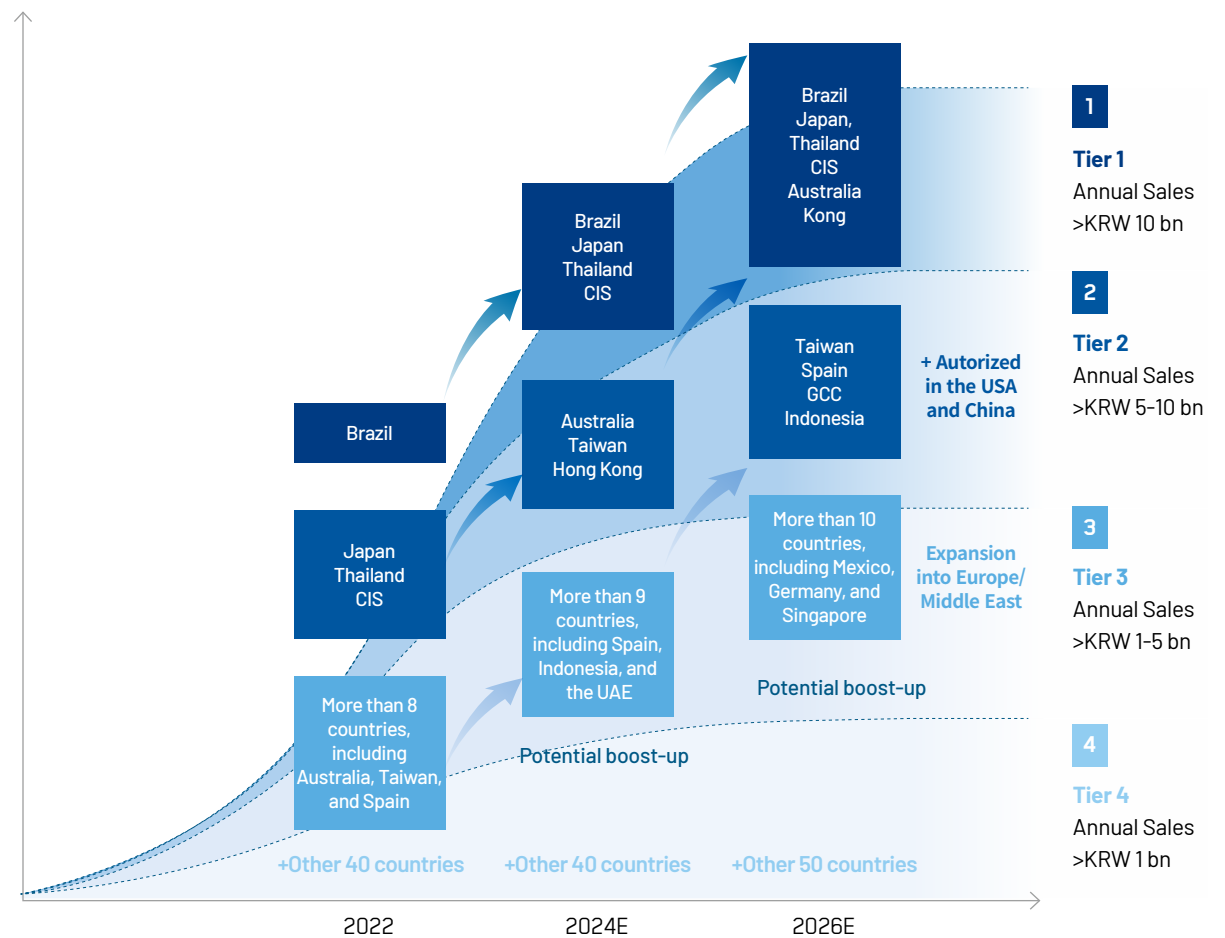 Brazil
Japan,
Thailand
CIS
Australia
Kong
1
Tier 1
Annual Sales
>KRW 10 bn
Brazil
Japan
Thailand
CIS
2
Tier 2
Annual Sales
>KRW 5-10 bn
Taiwan
Spain
GCC
Indonesia
+ Autorized
in the USA
and China
Brazil
Australia
Taiwan
Hong Kong
Japan
Thailand
CIS
More than 10
countries,
including Mexico,
Germany, and
Singapore
Expansion
into Europe/
Middle East
3
Tier 3
Annual Sales
>KRW 1-5 bn
More than 9
countries,
including Spain,
Indonesia, and
the UAE
More than 8
countries,
including
Australia, Taiwan,
and Spain
Potential boost-up
Potential boost-up
4
Tier 4
Annual Sales
>KRW 1 bn
+Other 40 countries
+Other 40 countries
+Other 50 countries
2022
2024E
2026E